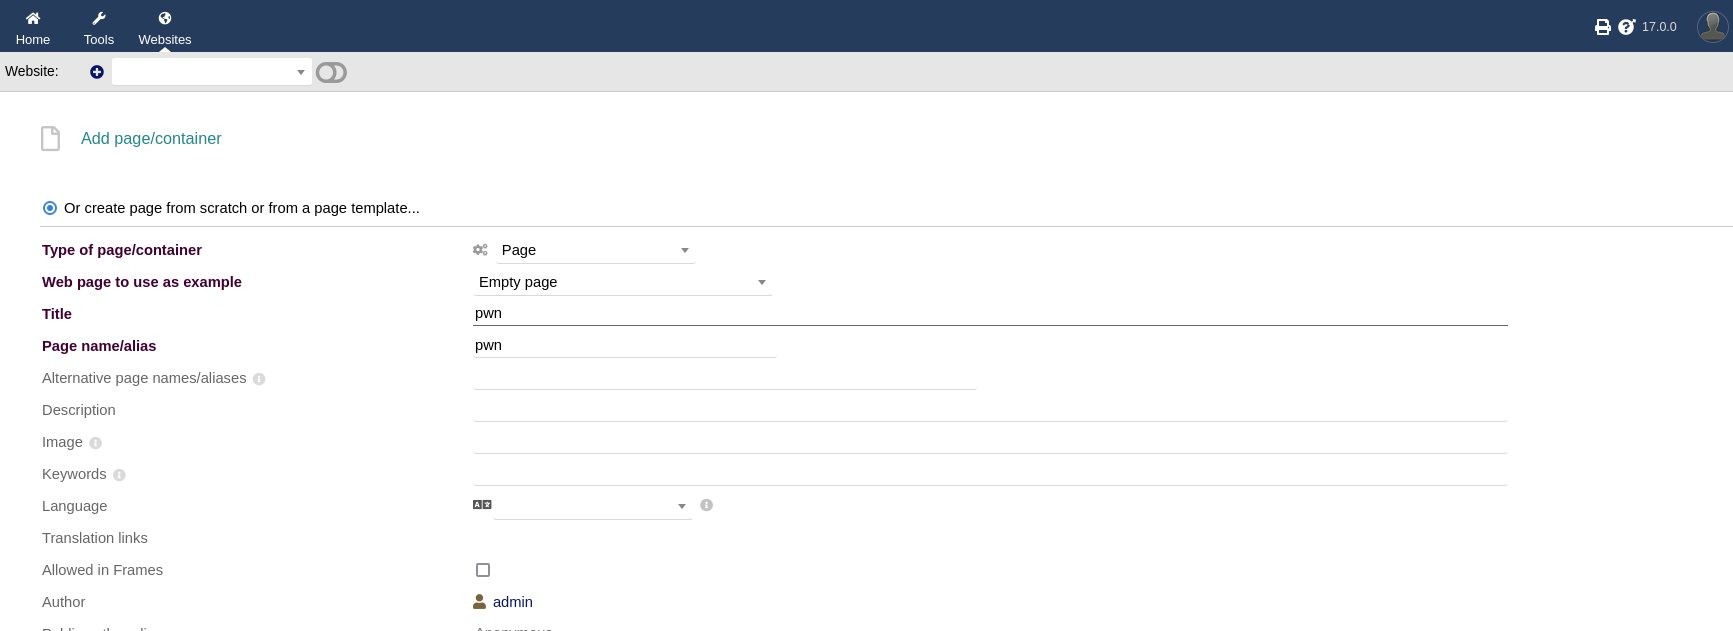 Home Tools Websites 17.0.0
Website:
Add page/container
Or create page from scratch or from a page template...
Type of page/container Page
Web page to use as example Empty page
Title pwn
Page name/alias pwn
Alternative page names/aliases
Description
Image
Keywords
Language
Translation links
Allowed in Frames
Author admin